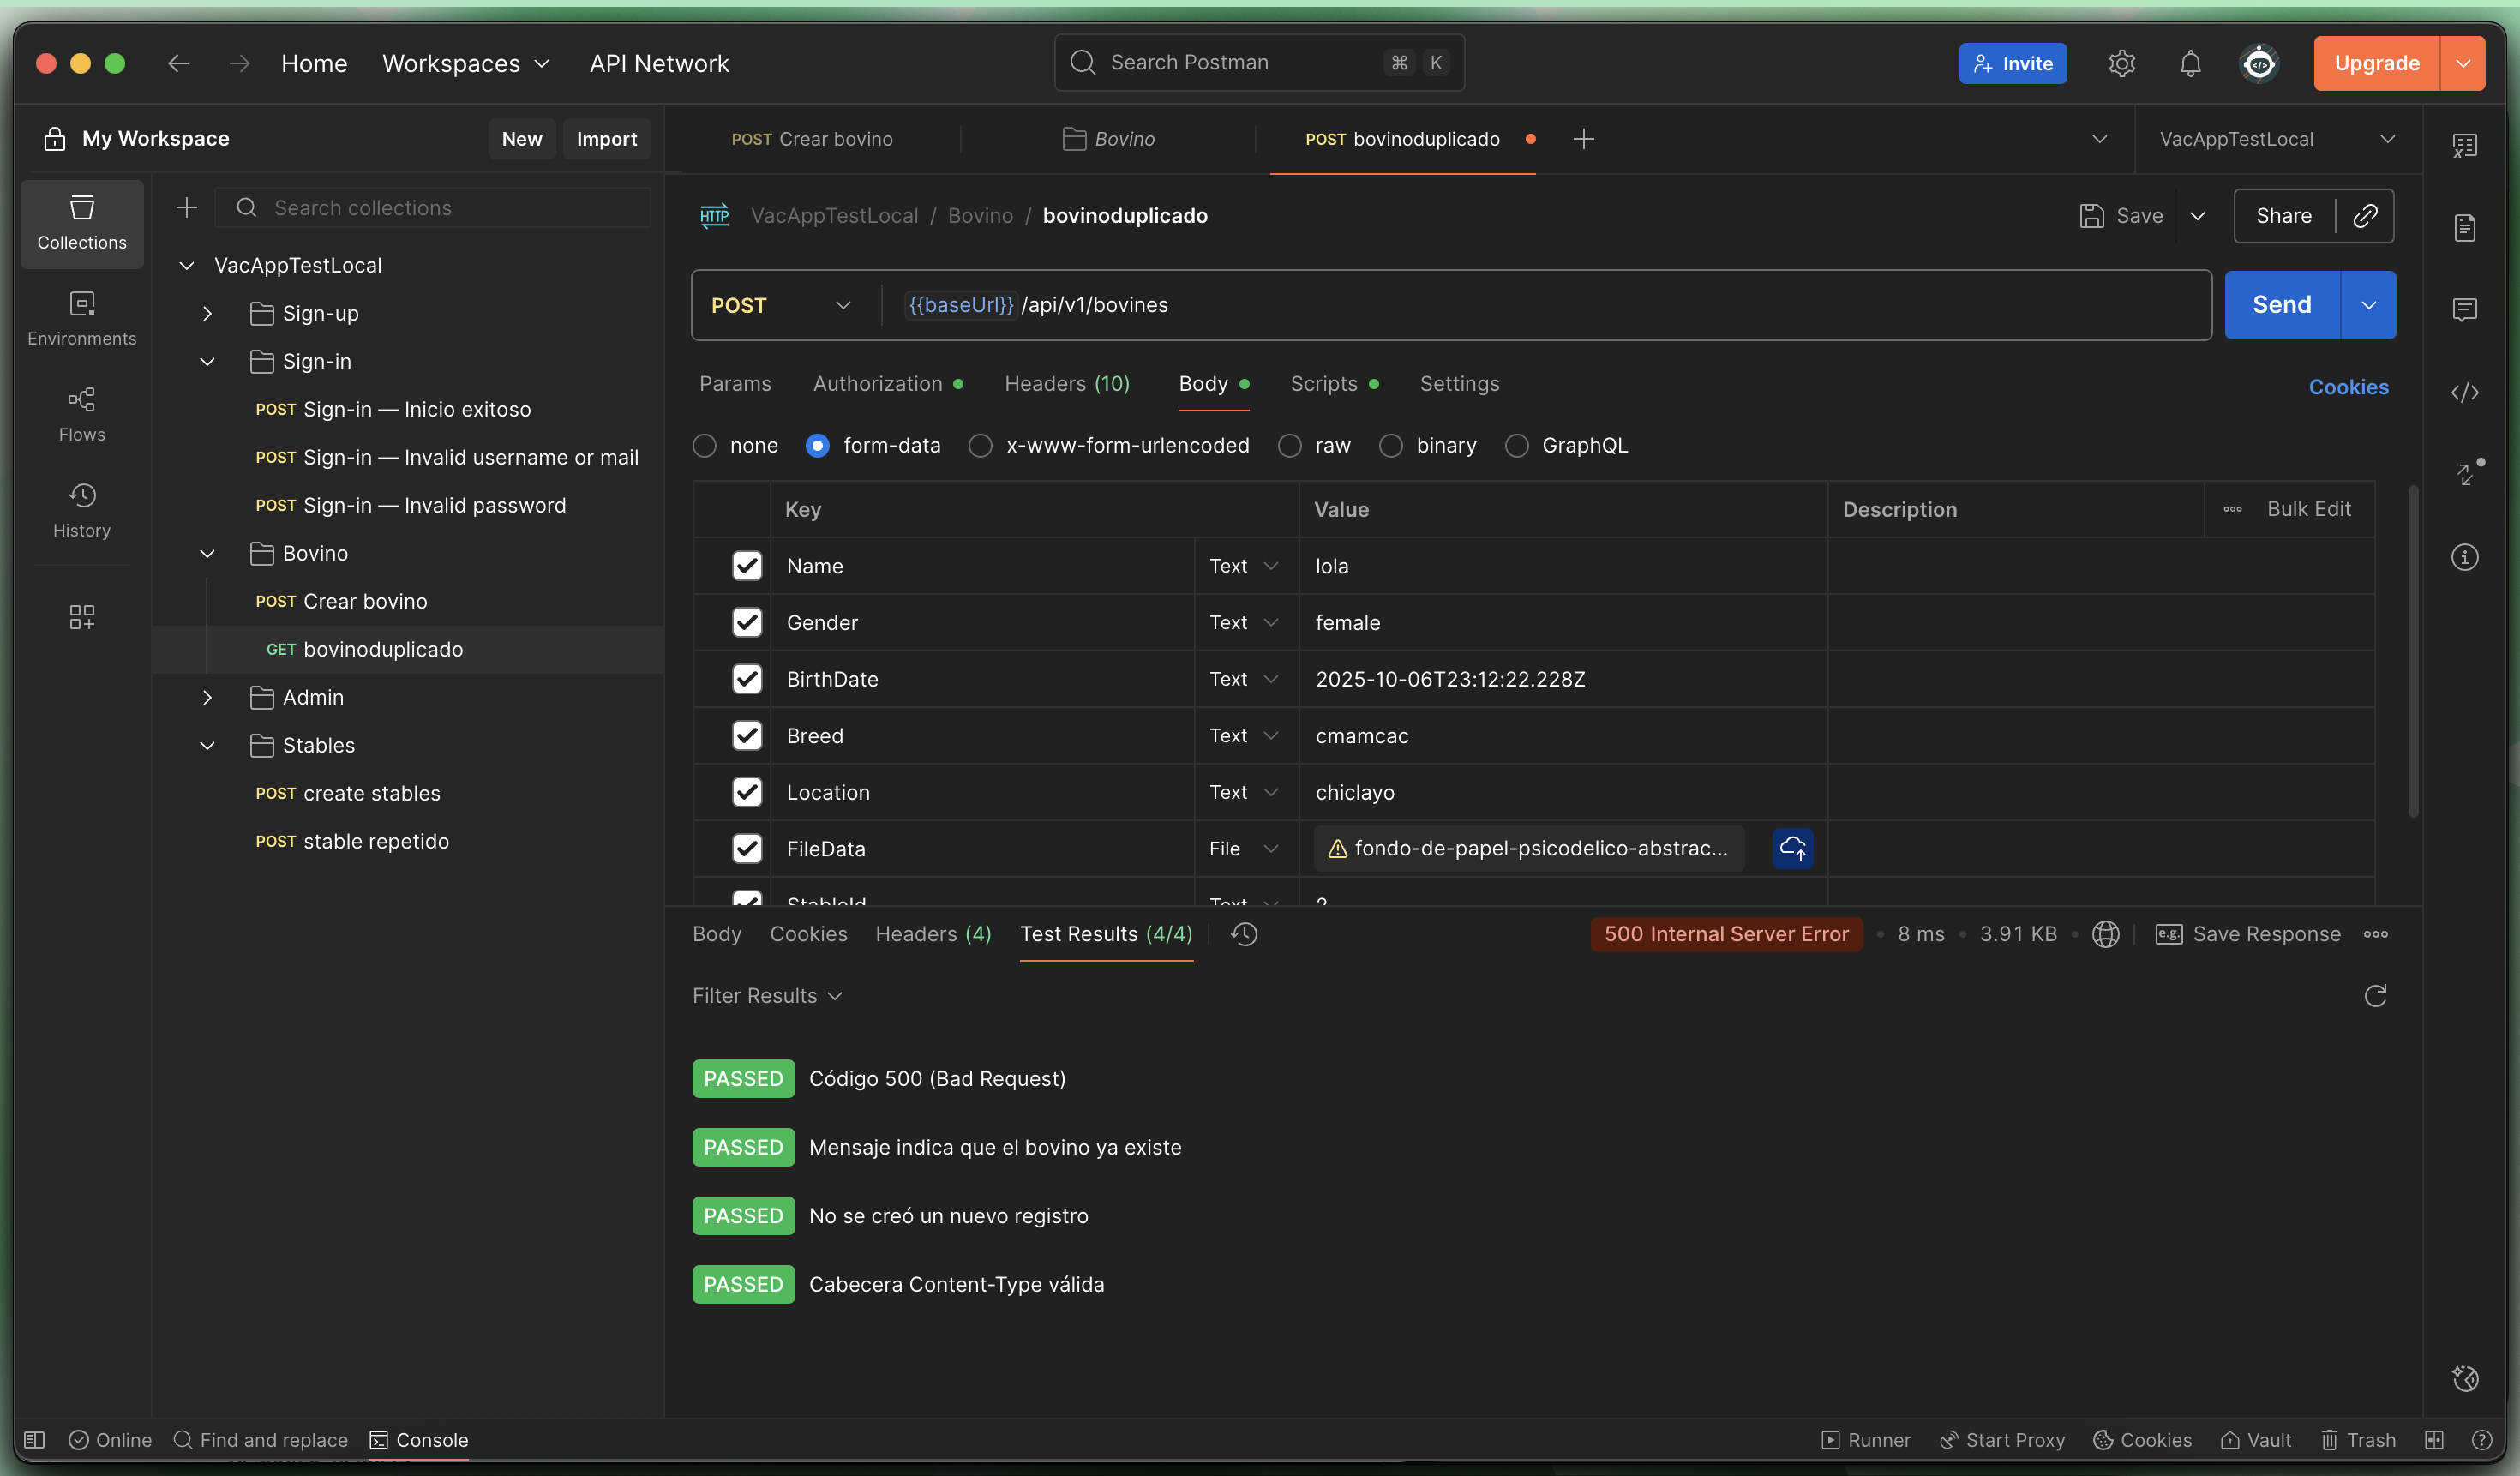 Home Workspaces API Network Search Postman ⌘ K Invite Upgrade
My Workspace New Import
POST Crear bovino Bovino POST bovinoduplicado VacAppTestLocal
Collections
Environments
Flows
History
Search collections
VacAppTestLocal
Sign-up
Sign-in
POST Sign-in — Inicio exitoso
POST Sign-in — Invalid username or mail
POST Sign-in — Invalid password
Bovino
POST Crear bovino
GET bovinoduplicado
Admin
Stables
POST create stables
POST stable repetido
HTTP VacAppTestLocal / Bovino / bovinoduplicado Save Share
POST {{baseUrl}} /api/v1/bovines Send
Params Authorization Headers (10) Body Scripts Settings Cookies
none form-data x-www-form-urlencoded raw binary GraphQL
Key Value Description Bulk Edit
Name Text lola
Gender Text female
BirthDate Text 2025-10-06T23:12:22.228Z
Breed Text cmamcac
Location Text chiclayo
FileData File fondo-de-papel-psicodelico-abstrac...
StableId Text 2
Body Cookies Headers (4) Test Results (4/4) 500 Internal Server Error • 8 ms • 3.91 KB • e.g. Save Response
Filter Results
PASSED Código 500 (Bad Request)
PASSED Mensaje indica que el bovino ya existe
PASSED No se creó un nuevo registro
PASSED Cabecera Content-Type válida
Online Find and replace Console Runner Start Proxy Cookies Vault Trash